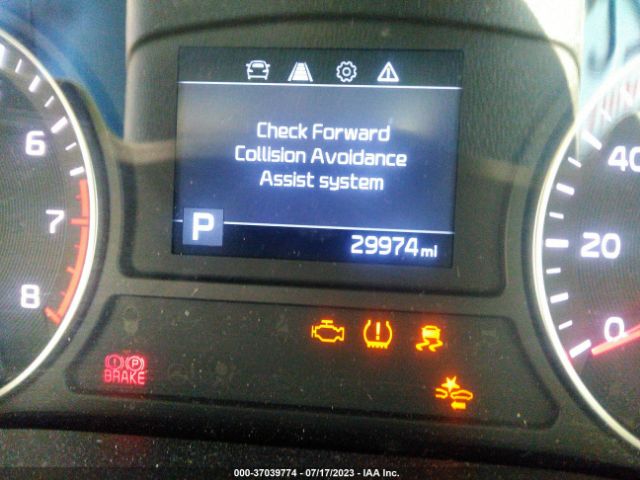 Check Forward
Collision Avoidance
Assist system
P
29974 mi
6
7
8
40
20
0
(!) (P)
BRAKE
000-37039774 - 07/17/2023 - IAA Inc.